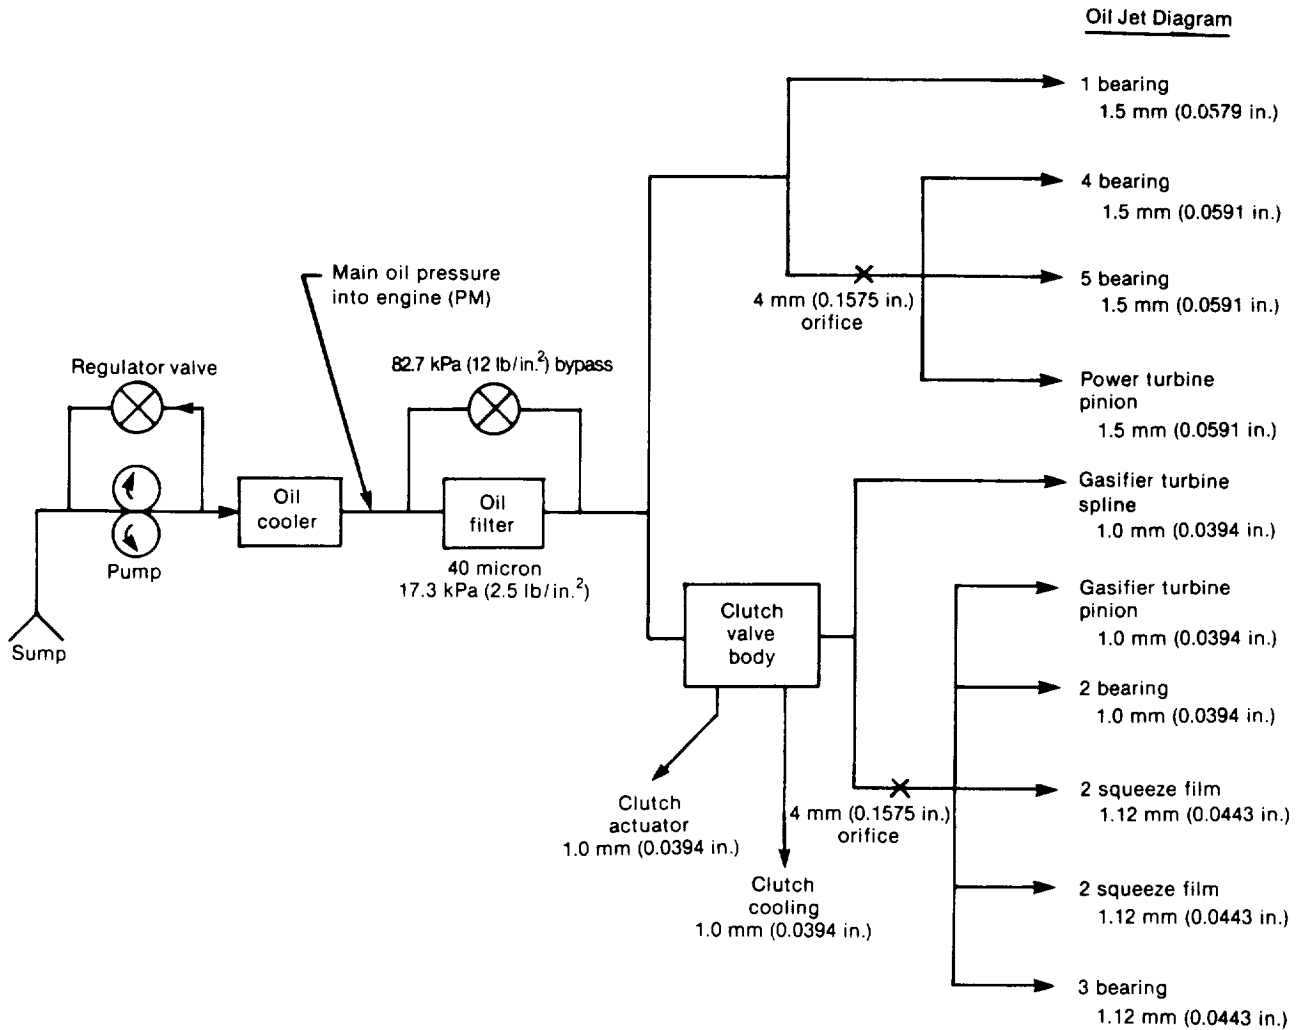 Oil Jet Diagram
1 bearing
1.5 mm (0.0579 in.)
4 bearing
1.5 mm (0.0591 in.)
5 bearing
1.5 mm (0.0591 in.)
Power turbine
pinion
1.5 mm (0.0591 in.)
Gasifier turbine
spline
1.0 mm (0.0394 in.)
Gasifier turbine
pinion
1.0 mm (0.0394 in.)
2 bearing
1.0 mm (0.0394 in.)
2 squeeze film
1.12 mm (0.0443 in.)
2 squeeze film
1.12 mm (0.0443 in.)
3 bearing
1.12 mm (0.0443 in.)
4 mm (0.1575 in.)
orifice
Main oil pressure
into engine (PM)
82.7 kPa (12 lb/in.²) bypass
Regulator valve
Oil
cooler
Oil
filter
40 micron
17.3 kPa (2.5 lb/in.²)
Pump
Sump
Clutch
valve
body
Clutch
actuator
1.0 mm (0.0394 in.)
Clutch
cooling
1.0 mm (0.0394 in.)
4 mm (0.1575 in.)
orifice